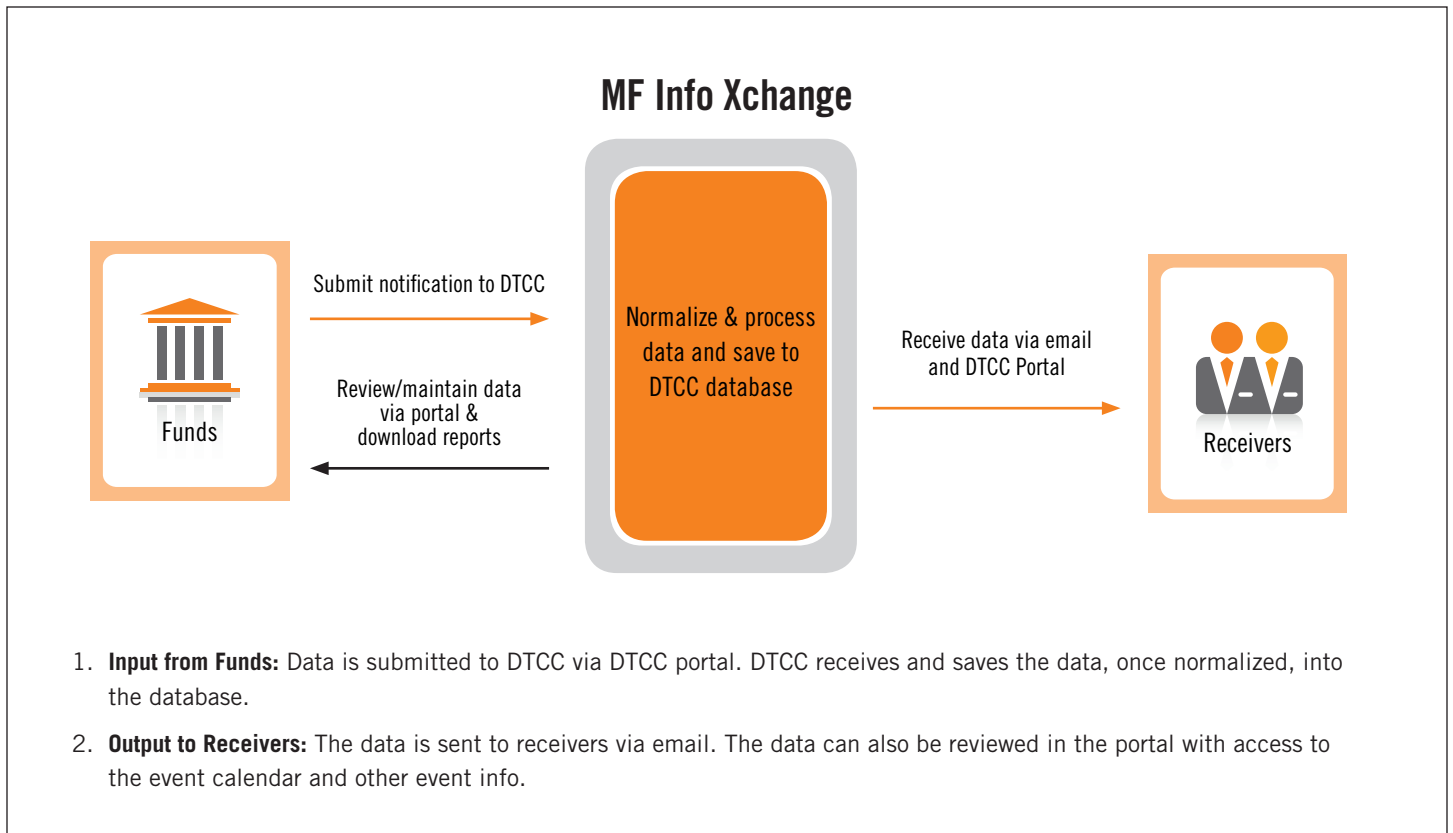 MF Info Xchange
Submit notification to DTCC
Review/maintain data
via portal &
download reports
Funds
Normalize & process
data and save to
DTCC database
Receive data via email
and DTCC Portal
Receivers
1. Input from Funds: Data is submitted to DTCC via DTCC portal. DTCC receives and saves the data, once normalized, into
the database.
2. Output to Receivers: The data is sent to receivers via email. The data can also be reviewed in the portal with access to
the event calendar and other event info.